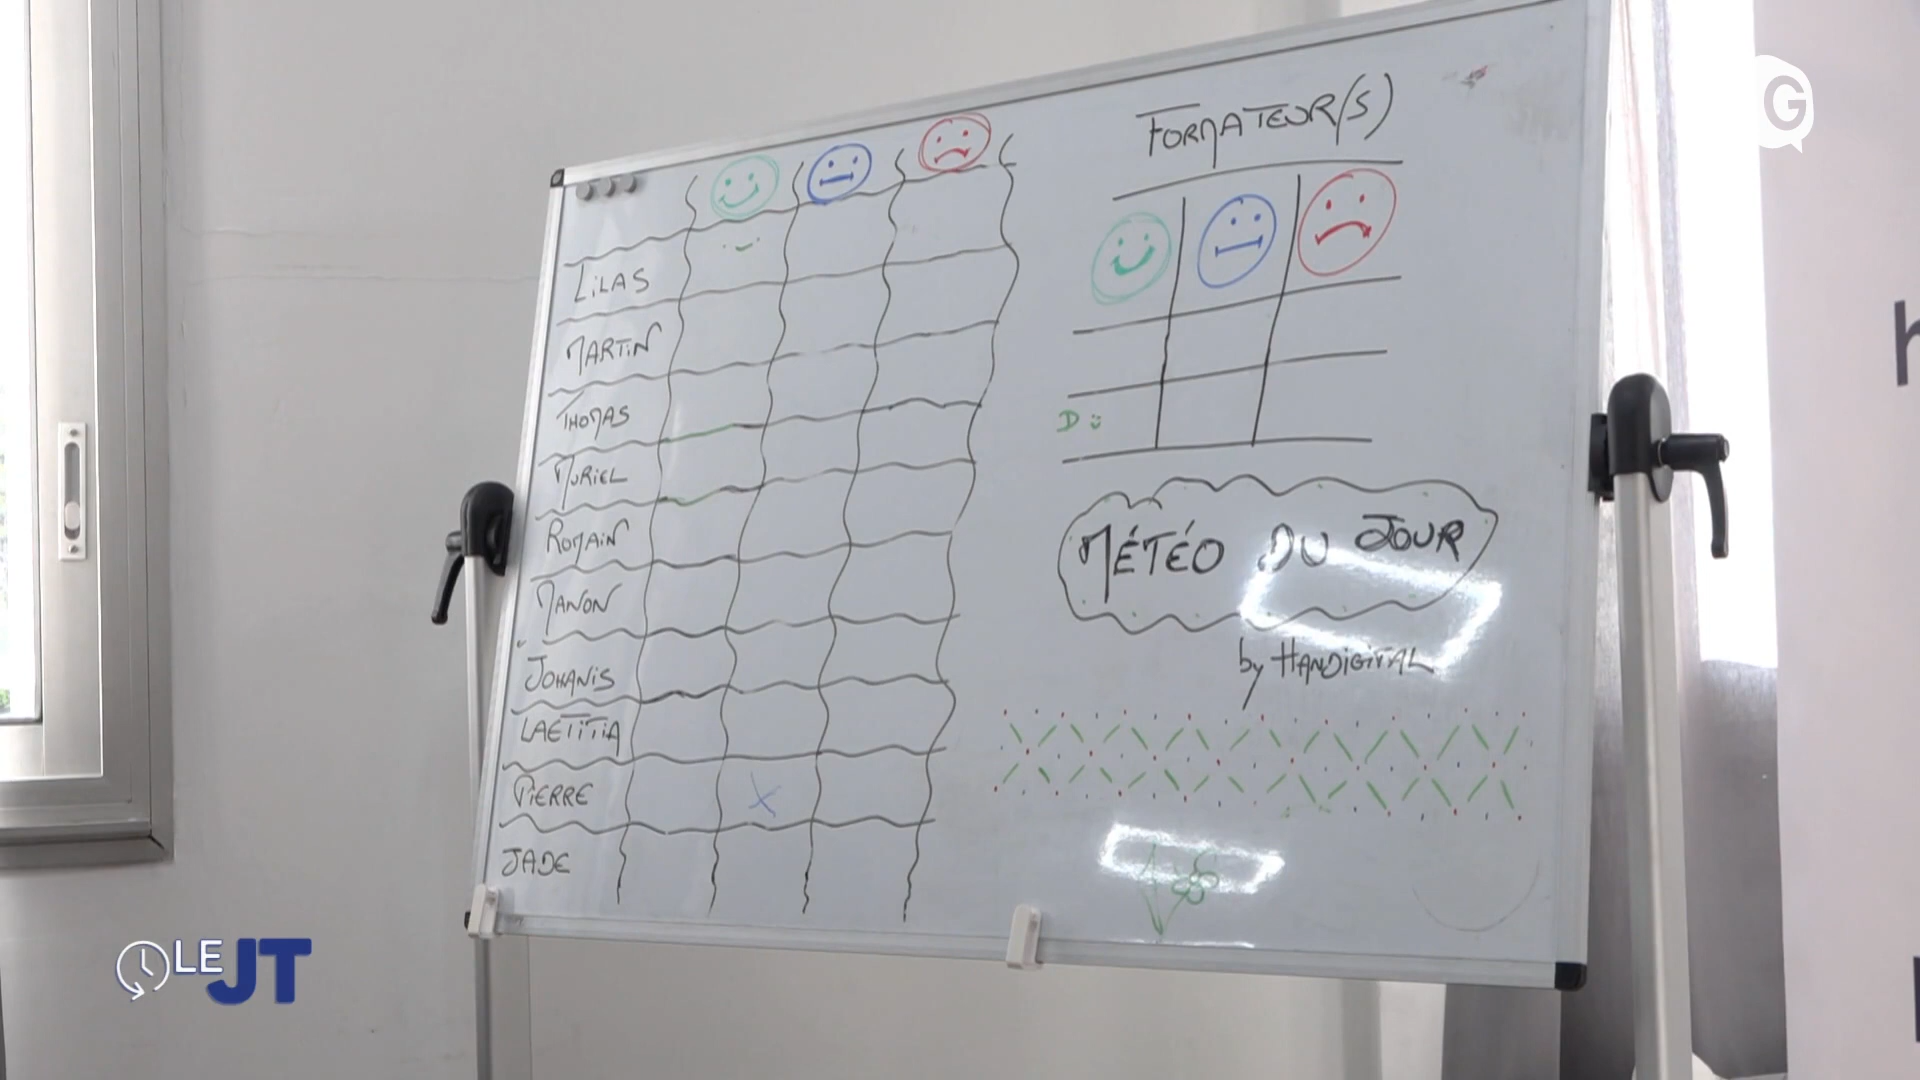 FORMATEUR(S)
LILAS
MARTIN
THOMAS
MURIEL
ROMAIN
MANON
JOHANIS
LAETITIA
PIERRE
X
JADE
D
MÉTÉO DU JOUR
by HANDIGITAL
G
h
LE JT